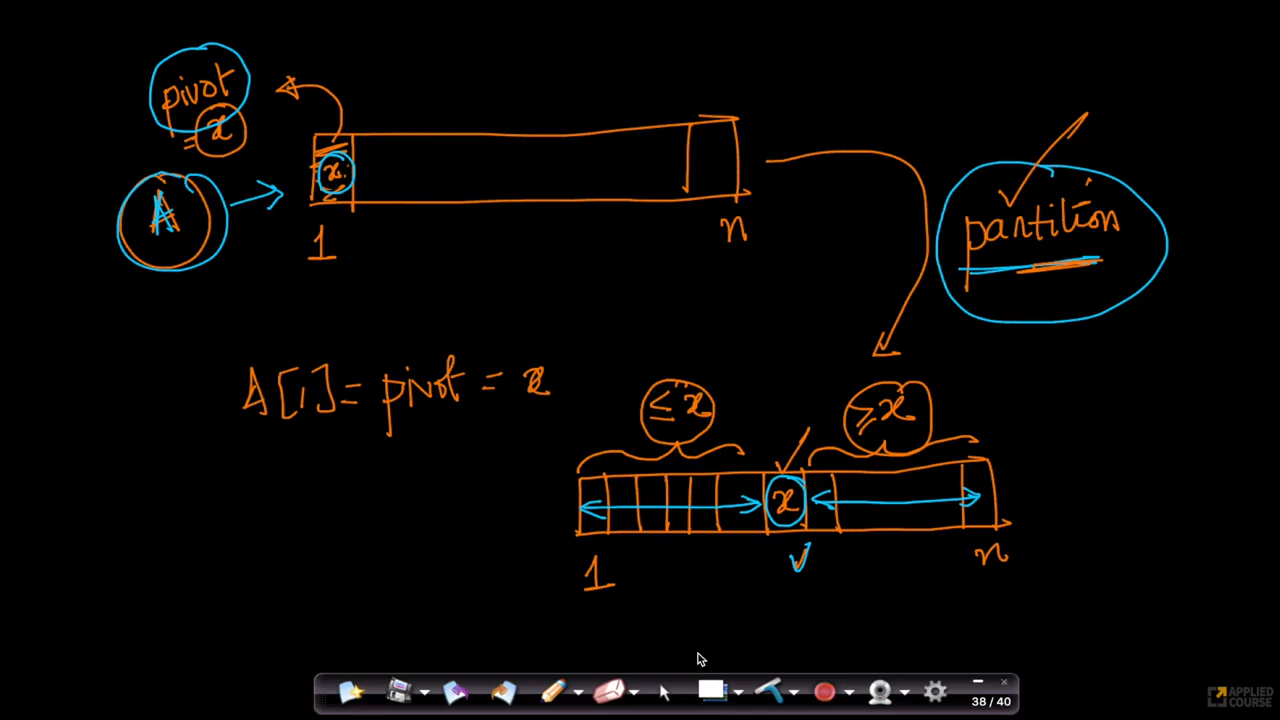 pivot
= x
A
x
1
n
partition
A[1] = pivot = x
≤ x
≥ x
x
1
n
38 / 40
APPLIED
COURSE